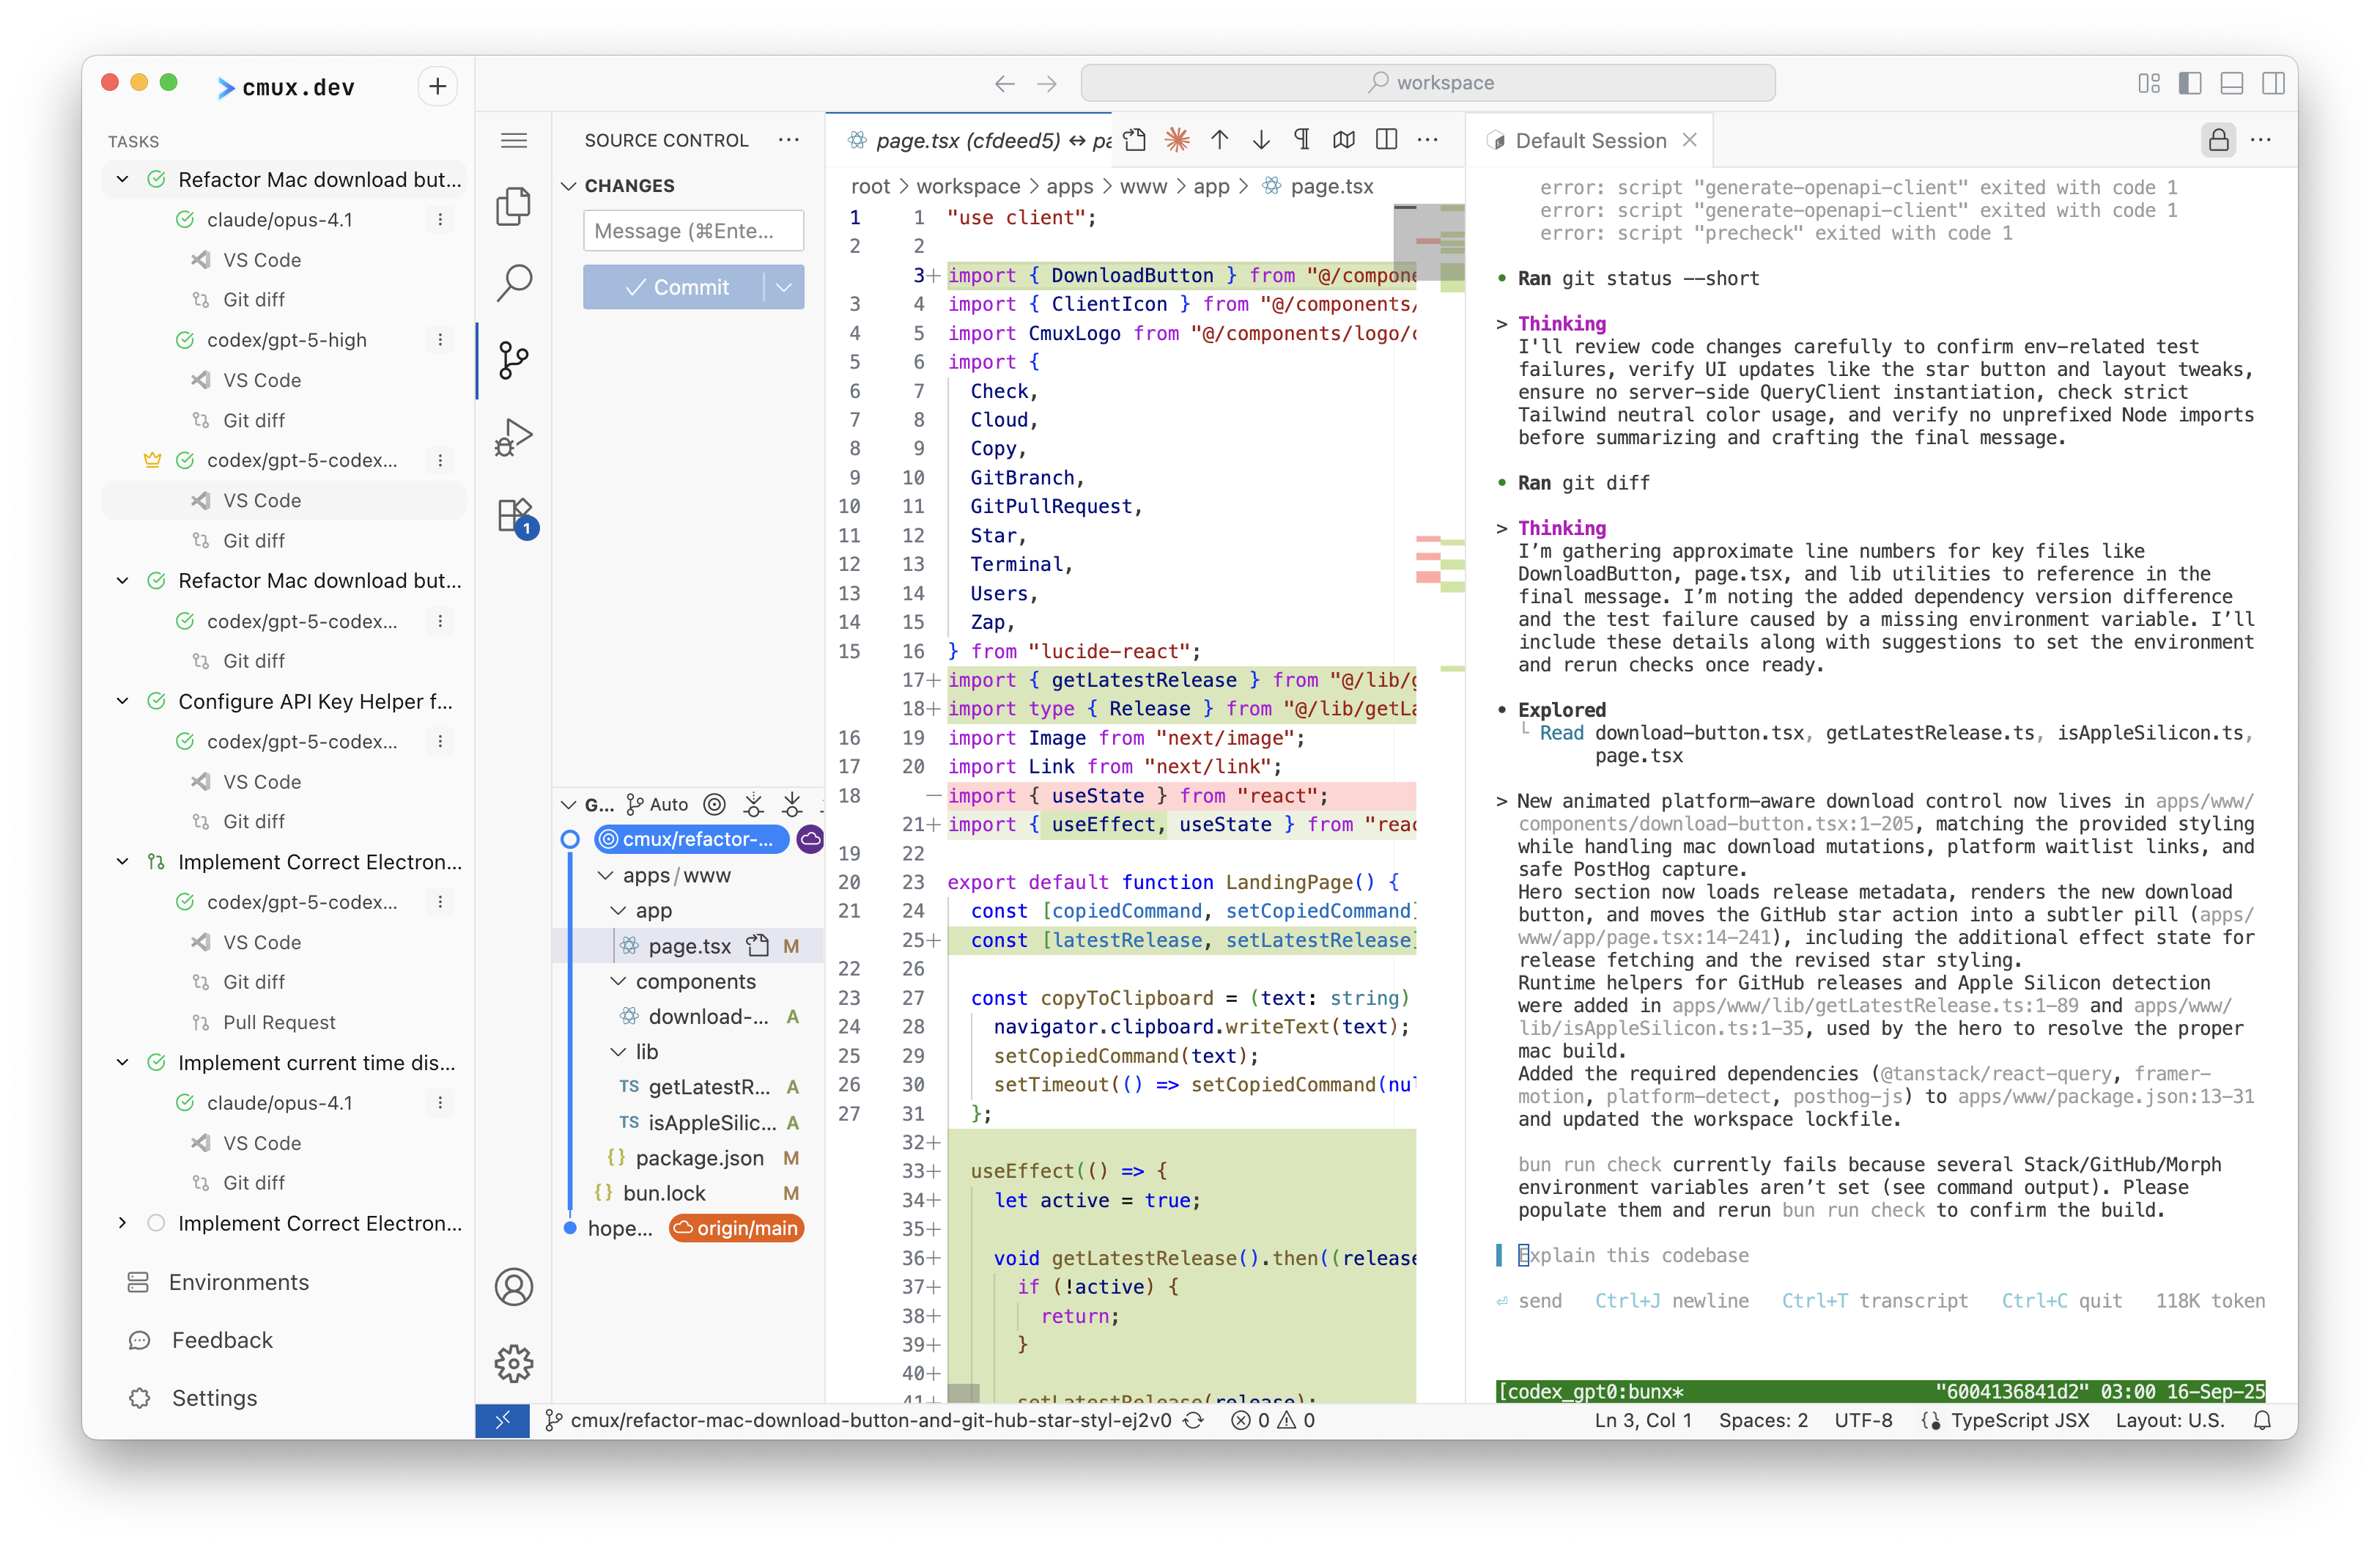 cmux.dev
TASKS
Refactor Mac download but...
claude/opus-4.1
VS Code
Git diff
codex/gpt-5-high
VS Code
Git diff
codex/gpt-5-codex...
VS Code
Git diff
Refactor Mac download but...
codex/gpt-5-codex...
Git diff
Configure API Key Helper f...
codex/gpt-5-codex...
VS Code
Git diff
Implement Correct Electron...
codex/gpt-5-codex...
VS Code
Git diff
Pull Request
Implement current time dis...
claude/opus-4.1
VS Code
Git diff
Implement Correct Electron...
Environments
Feedback
Settings
workspace
1
SOURCE CONTROL
CHANGES
Message (⌘Ente...
Commit
G... Auto
cmux/refactor-...
apps/www
app
page.tsx M
components
download-... A
lib
TS getLatestR... A
TS isAppleSilic... A
{} package.json M
{} bun.lock M
hope... origin/main
page.tsx (cfdeed5) ↔ pa
root > workspace > apps > www > app > page.tsx
1 1 "use client";
2 2
3+ import { DownloadButton } from "@/compone
3 4 import { ClientIcon } from "@/components/
4 5 import CmuxLogo from "@/components/logo/c
5 6 import {
6 7 Check,
7 8 Cloud,
8 9 Copy,
9 10 GitBranch,
10 11 GitPullRequest,
11 12 Star,
12 13 Terminal,
13 14 Users,
14 15 Zap,
15 16 } from "lucide-react";
17+ import { getLatestRelease } from "@/lib/g
18+ import type { Release } from "@/lib/getLa
16 19 import Image from "next/image";
17 20 import Link from "next/link";
18 — import { useState } from "react";
21+ import { useEffect, useState } from "reac
19 22
20 23 export default function LandingPage() {
21 24 const [copiedCommand, setCopiedCommand]
25+ const [latestRelease, setLatestRelease]
22 26
23 27 const copyToClipboard = (text: string)
24 28 navigator.clipboard.writeText(text);
25 29 setCopiedCommand(text);
26 30 setTimeout(() => setCopiedCommand(nul
27 31 };
32+
33+ useEffect(() => {
34+ let active = true;
35+
36+ void getLatestRelease().then((release
37+ if (!active) {
38+ return;
39+ }
40+
41+ setLatestRelease(release);
Default Session
error: script "generate-openapi-client" exited with code 1
error: script "generate-openapi-client" exited with code 1
error: script "precheck" exited with code 1
• Ran git status --short
> Thinking
I'll review code changes carefully to confirm env-related test
failures, verify UI updates like the star button and layout tweaks,
ensure no server-side QueryClient instantiation, check strict
Tailwind neutral color usage, and verify no unprefixed Node imports
before summarizing and crafting the final message.
• Ran git diff
> Thinking
I’m gathering approximate line numbers for key files like
DownloadButton, page.tsx, and lib utilities to reference in the
final message. I’m noting the added dependency version difference
and the test failure caused by a missing environment variable. I’ll
include these details along with suggestions to set the environment
and rerun checks once ready.
• Explored
└ Read download-button.tsx, getLatestRelease.ts, isAppleSilicon.ts,
page.tsx
> New animated platform-aware download control now lives in apps/www/
components/download-button.tsx:1-205, matching the provided styling
while handling mac download mutations, platform waitlist links, and
safe PostHog capture.
Hero section now loads release metadata, renders the new download
button, and moves the GitHub star action into a subtler pill (apps/
www/app/page.tsx:14-241), including the additional effect state for
release fetching and the revised star styling.
Runtime helpers for GitHub releases and Apple Silicon detection
were added in apps/www/lib/getLatestRelease.ts:1-89 and apps/www/
lib/isAppleSilicon.ts:1-35, used by the hero to resolve the proper
mac build.
Added the required dependencies (@tanstack/react-query, framer-
motion, platform-detect, posthog-js) to apps/www/package.json:13-31
and updated the workspace lockfile.
bun run check currently fails because several Stack/GitHub/Morph
environment variables aren’t set (see command output). Please
populate them and rerun bun run check to confirm the build.
Explain this codebase
⏎ send Ctrl+J newline Ctrl+T transcript Ctrl+C quit 118K token
[codex_gpt0:bunx* "6004136841d2" 03:00 16-Sep-25
cmux/refactor-mac-download-button-and-git-hub-star-styl-ej2v0 0 0 Ln 3, Col 1 Spaces: 2 UTF-8 TypeScript JSX Layout: U.S.